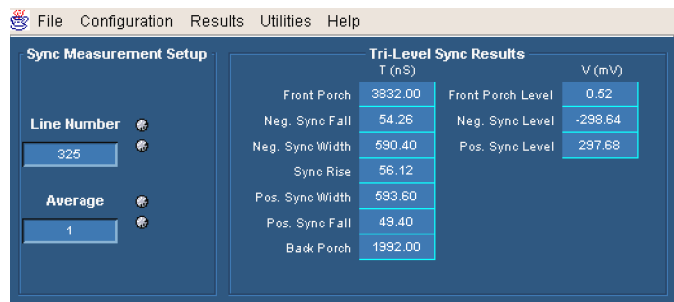 File Configuration Results Utilities Help
Sync Measurement Setup
Line Number
325
Average
1
Tri-Level Sync Results
T (nS) V (mV)
Front Porch 3832.00 Front Porch Level 0.52
Neg. Sync Fall 54.26 Neg. Sync Level -298.64
Neg. Sync Width 590.40 Pos. Sync Level 297.68
Sync Rise 56.12
Pos. Sync Width 593.60
Pos. Sync Fall 49.40
Back Porch 1992.00